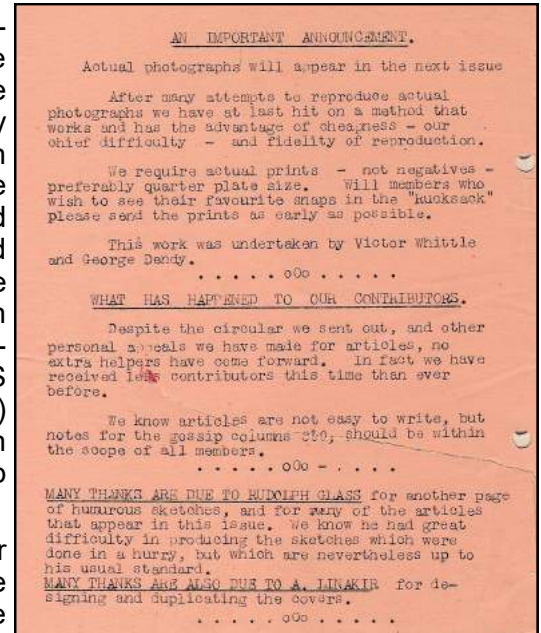 AN IMPORTANT ANNOUNCEMENT.
Actual photographs will appear in the next issue
After many attempts to reproduce actual
photographs we have at last hit on a method that
works and has the advantage of cheapness – our
chief difficulty – and fidelity of reproduction.
We require actual prints – not negatives –
preferably quarter plate size. Will members who
wish to see their favourite snaps in the "Rucksack"
please send the prints as early as possible.
This work was undertaken by Victor Whittle
and George Dendy.
. . . . . o0o . . . . .
WHAT HAS HAPPENED TO OUR CONTRIBUTORS.
Despite the circular we sent out, and other
personal appeals we have made for articles, no
extra helpers have come forward. In fact we have
received less contributors this time than ever
before.
We know articles are not easy to write, but
notes for the gossip columns etc, should be within
the scope of all members.
. . . . . o0o – . . . .
MANY THANKS ARE DUE TO RUDOLPH GLASS for another page
of humurous sketches, and for many of the articles
that appear in this issue. We know he had great
difficulty in producing the sketches which were
done in a hurry, but which are nevertheless up to
his usual standard.
MANY THANKS ARE ALSO DUE TO A. LINAKIR for de-
signing and duplicating the covers.
. . . . . o0o . . . . .